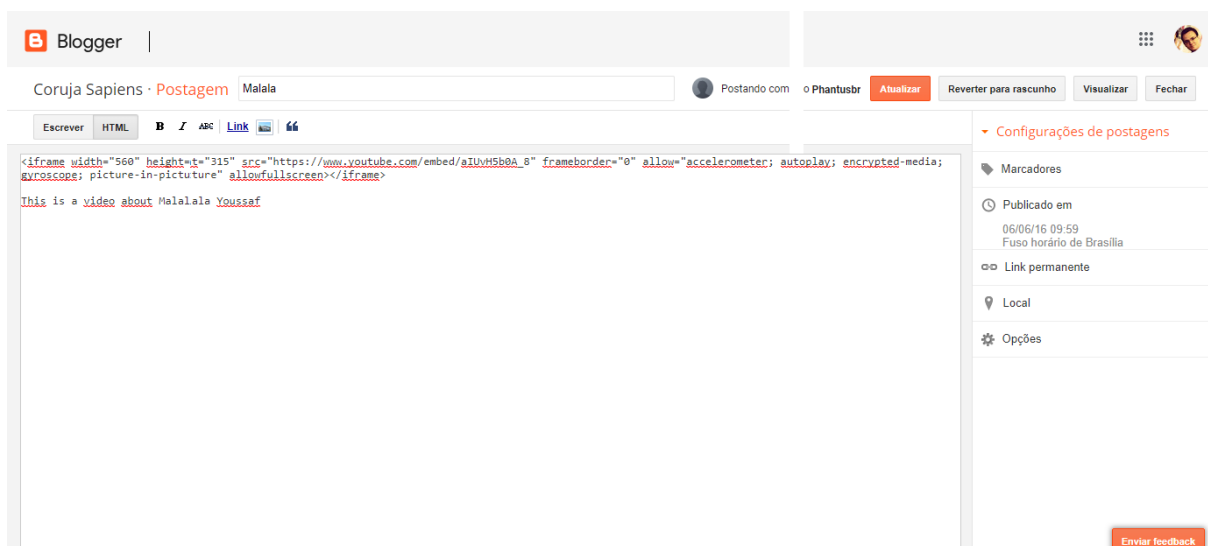 Blogger
Coruja Sapiens · Postagem Malala Postando com o Phantusbr Atualizar Reverter para rascunho Visualizar Fechar
Escrever HTML B I ABC Link
<iframe width="560" height=π="315" src="https://www.youtube.com/embed/aIUvH5b0A_8" frameborder="0" allow="accelerometer; autoplay; encrypted-media;
gyroscope; picture-in-pictuture" allowfullscreen></iframe>
This is a video about Malalala Youssaf
Configurações de postagens
Marcadores
Publicado em
06/06/16 09:59
Fuso horário de Brasília
Link permanente
Local
Opções
Enviar feedback